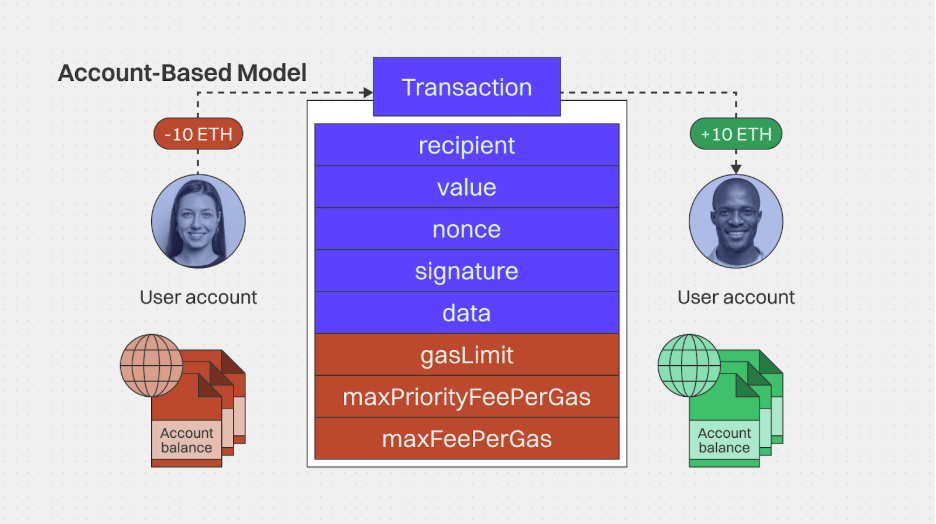 Account-Based Model
Transaction
-10 ETH
+10 ETH
recipient
value
nonce
signature
data
gasLimit
maxPriorityFeePerGas
maxFeePerGas
User account
User account
Account
balance
Account
balance